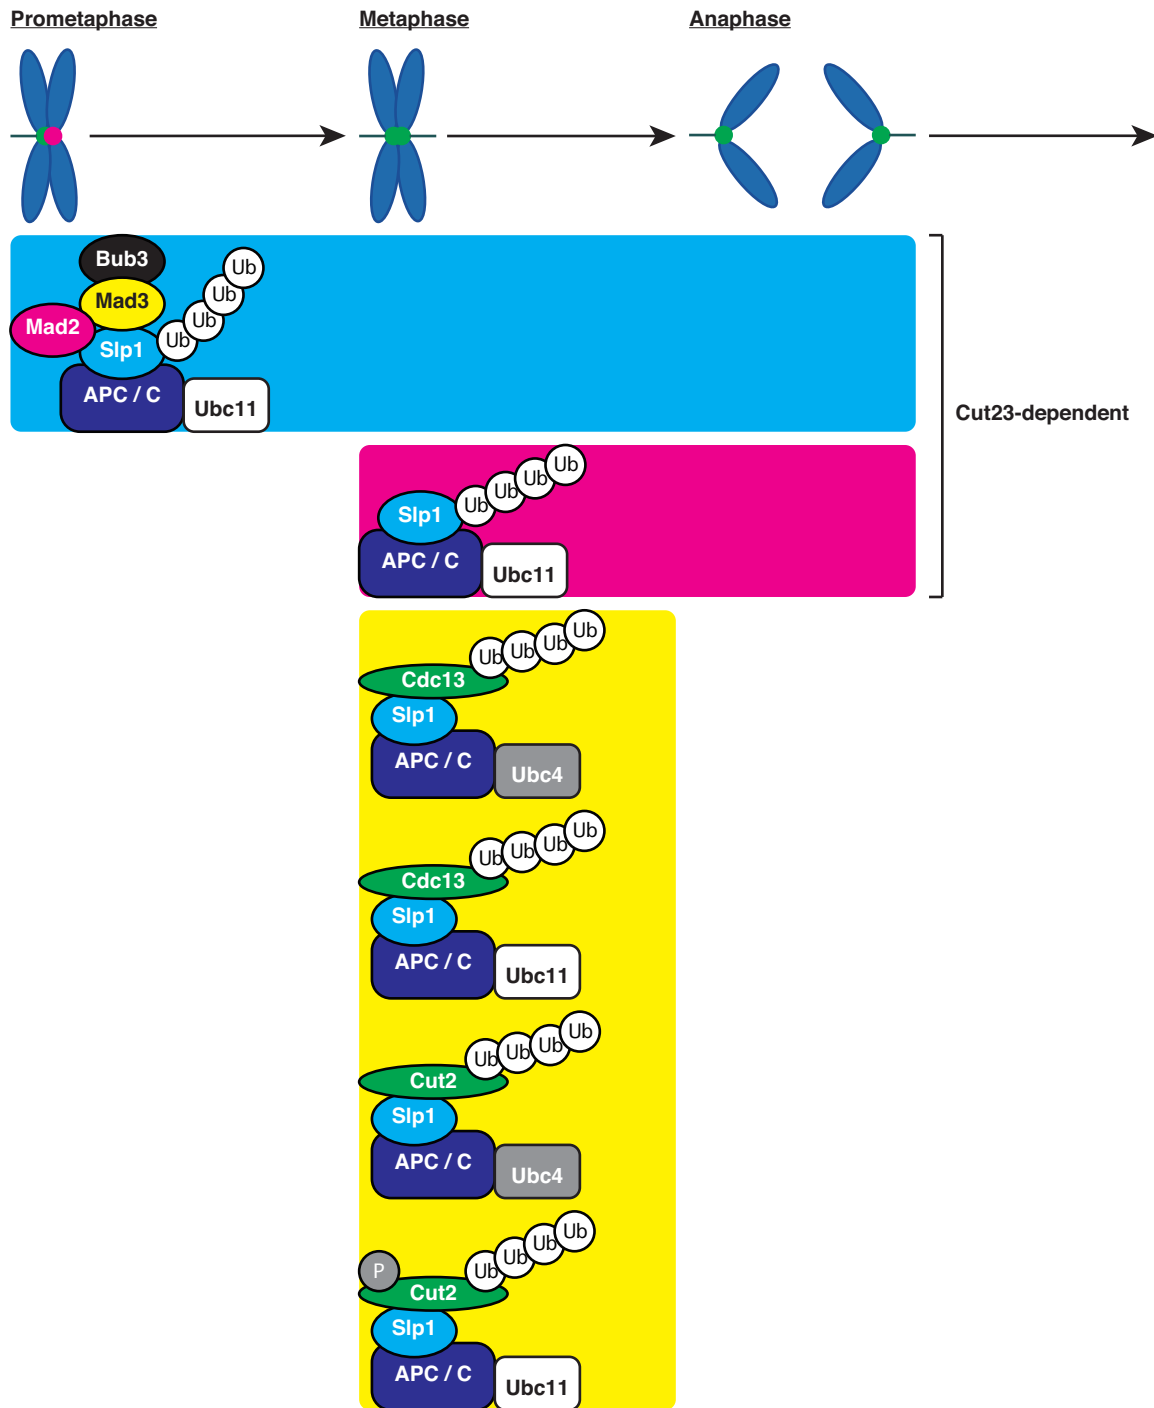 Prometaphase
Metaphase
Anaphase
Bub3
Ub
Mad3
Ub
Mad2
Ub
Slp1
Ub
APC / C
Ubc11
Cut23-dependent
Ub
Ub
Ub
Ub
Slp1
APC / C
Ubc11
Ub
Ub
Ub
Ub
Cdc13
Slp1
APC / C
Ubc4
Ub
Ub
Ub
Ub
Cdc13
Slp1
APC / C
Ubc11
Ub
Ub
Ub
Ub
Cut2
Slp1
APC / C
Ubc4
Ub
Ub
Ub
Ub
P
Cut2
Slp1
APC / C
Ubc11